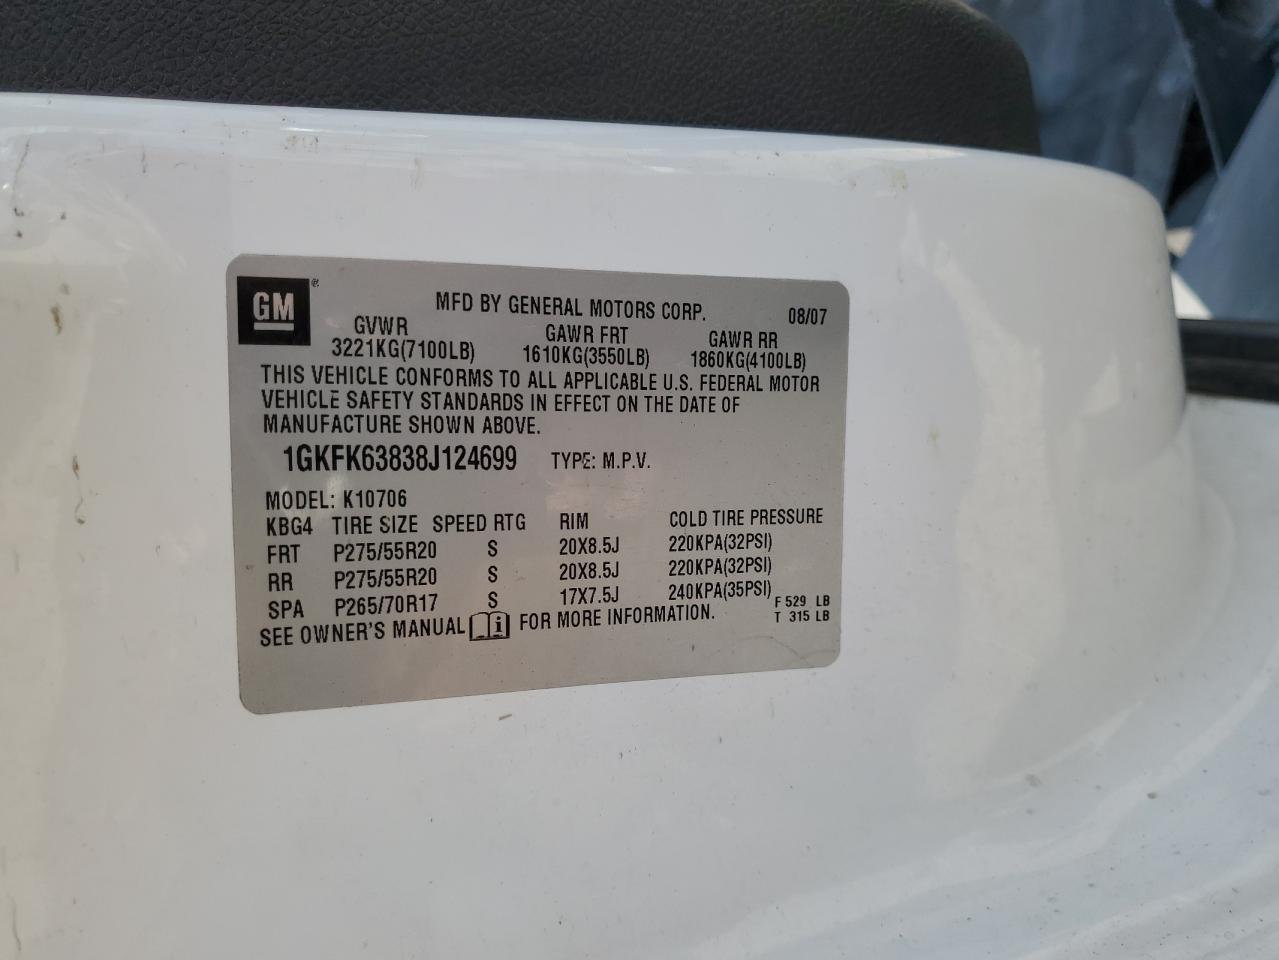 GM®
MFD BY GENERAL MOTORS CORP. 08/07
GVWR GAWR FRT GAWR RR
3221KG(7100LB) 1610KG(3550LB) 1860KG(4100LB)
THIS VEHICLE CONFORMS TO ALL APPLICABLE U.S. FEDERAL MOTOR
VEHICLE SAFETY STANDARDS IN EFFECT ON THE DATE OF
MANUFACTURE SHOWN ABOVE.
1GKFK63838J124699 TYPE: M.P.V.
MODEL: K10706
KBG4 TIRE SIZE SPEED RTG RIM COLD TIRE PRESSURE
FRT P275/55R20 S 20X8.5J 220KPA(32PSI)
RR P275/55R20 S 20X8.5J 220KPA(32PSI)
SPA P265/70R17 S 17X7.5J 240KPA(35PSI) F 529 LB
SEE OWNER'S MANUAL i FOR MORE INFORMATION. T 315 LB